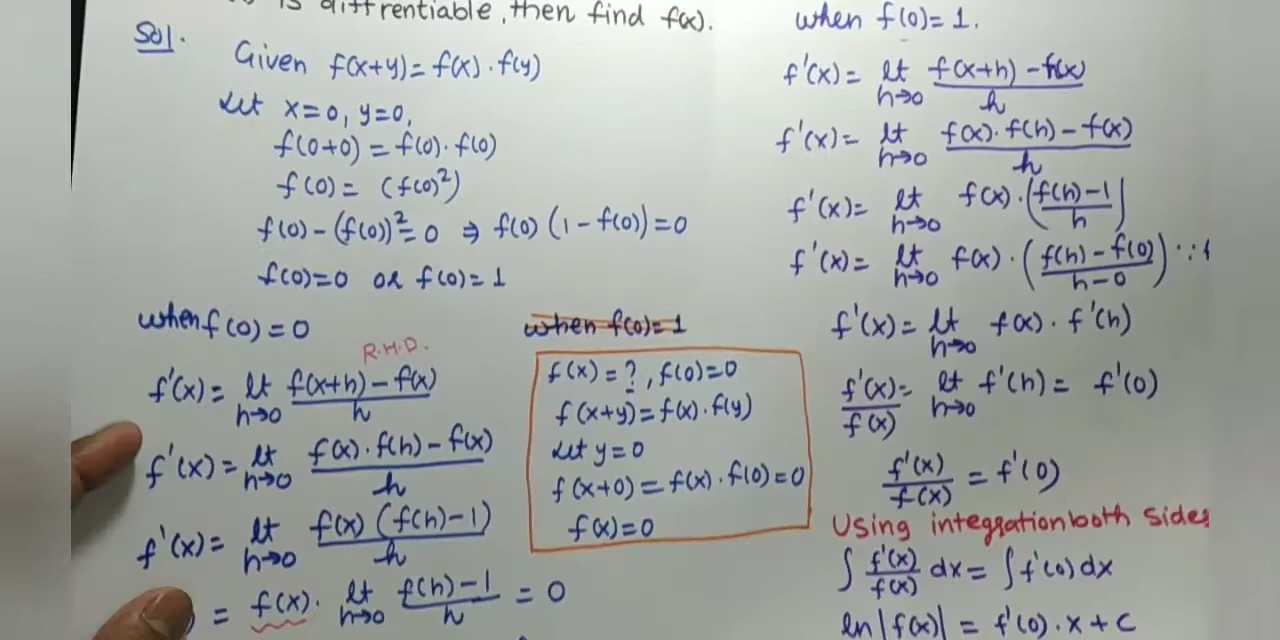 is diffrentiable, then find f(x).
Sol.
Given f(x+y) = f(x) . f(y)
Let x=0, y=0,
f(0+0) = f(0) . f(0)
f(0) = (f(0)²)
f(0) - (f(0))² = 0 ⇒ f(0) (1 - f(0)) = 0
f(0)=0 or f(0)=1
when f(0) = 0
R.H.D.
f'(x) = lt h→0 f(x+h) - f(x) / h
f'(x) = lt h→0 f(x) . f(h) - f(x) / h
f'(x) = lt h→0 f(x) (f(h) - 1) / h
= f(x) . lt h→0 f(h) - 1 / h = 0
when f(0) = 1
f(x) = ?, f(0) = 0
f(x+y) = f(x) . f(y)
Let y=0
f(x+0) = f(x) . f(0) = 0
f(x) = 0
when f(0) = 1.
f'(x) = lt h→0 f(x+h) - f(x) / h
f'(x) = lt h→0 f(x) . f(h) - f(x) / h
f'(x) = lt h→0 f(x) . (f(h) - 1 / h)
f'(x) = lt h→0 f(x) . (f(h) - f(0) / h - 0) ∵
f'(x) = lt h→0 f(x) . f'(h)
f'(x) / f(x) = lt h→0 f'(h) = f'(0)
f'(x) / f(x) = f'(0)
Using integration both sides
∫ f'(x) / f(x) dx = ∫ f'(0) dx
ln |f(x)| = f'(0) . x + c